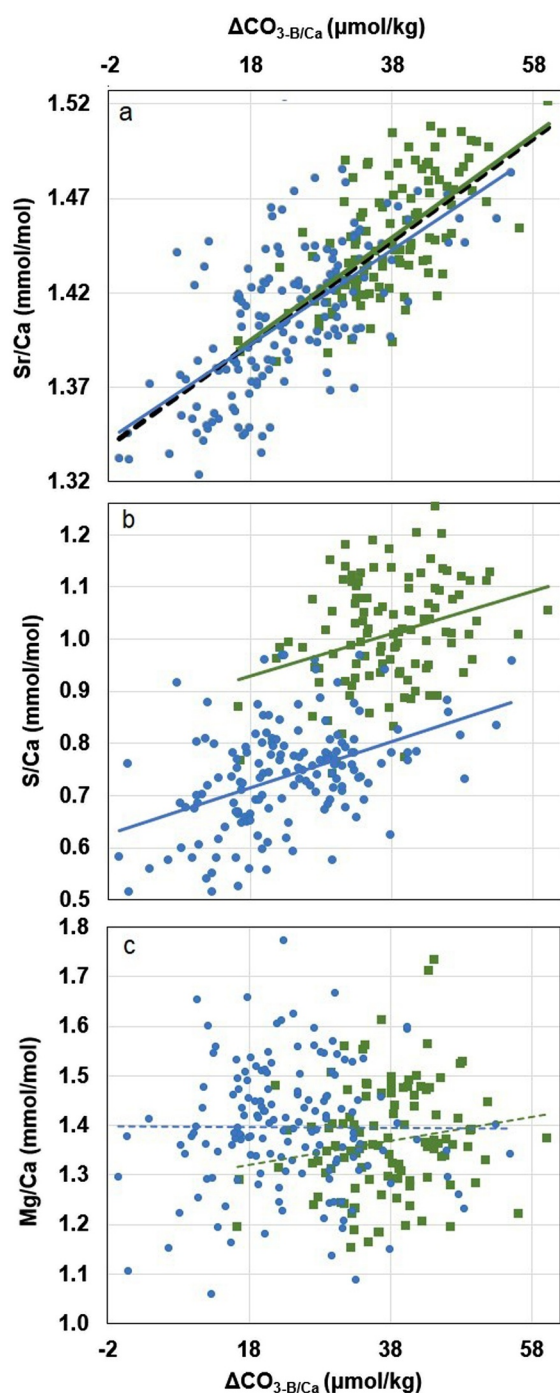 ΔCO3-B/Ca (µmol/kg)
-2 18 38 58
a
1.52
1.47
1.42
1.37
1.32
Sr/Ca (mmol/mol)
b
1.2
1.1
1.0
0.9
0.8
0.7
0.6
0.5
S/Ca (mmol/mol)
c
1.8
1.7
1.6
1.5
1.4
1.3
1.2
1.1
1.0
Mg/Ca (mmol/mol)
-2 18 38 58
ΔCO3-B/Ca (µmol/kg)